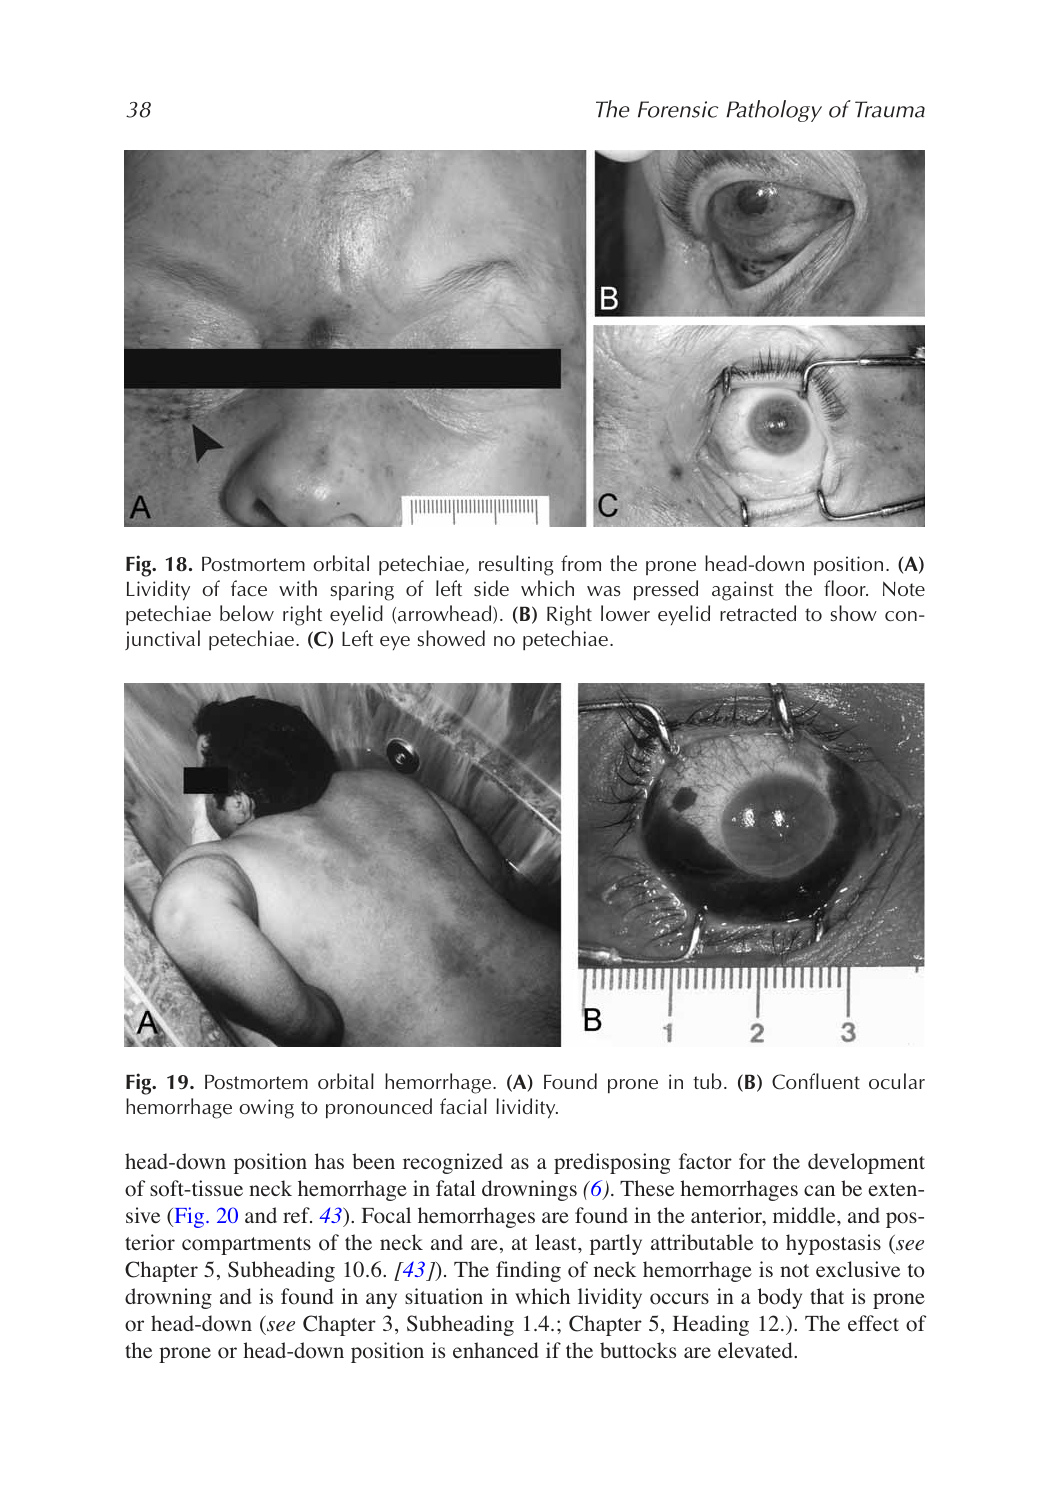 38
The Forensic Pathology of Trauma
A
B
C
Fig. 18. Postmortem orbital petechiae, resulting from the prone head-down position. (A)
Lividity of face with sparing of left side which was pressed against the floor. Note
petechiae below right eyelid (arrowhead). (B) Right lower eyelid retracted to show con-
junctival petechiae. (C) Left eye showed no petechiae.
A
B
1 2 3
Fig. 19. Postmortem orbital hemorrhage. (A) Found prone in tub. (B) Confluent ocular
hemorrhage owing to pronounced facial lividity.
head-down position has been recognized as a predisposing factor for the development
of soft-tissue neck hemorrhage in fatal drownings (6). These hemorrhages can be exten-
sive (Fig. 20 and ref. 43). Focal hemorrhages are found in the anterior, middle, and pos-
terior compartments of the neck and are, at least, partly attributable to hypostasis (see
Chapter 5, Subheading 10.6. [43]). The finding of neck hemorrhage is not exclusive to
drowning and is found in any situation in which lividity occurs in a body that is prone
or head-down (see Chapter 3, Subheading 1.4.; Chapter 5, Heading 12.). The effect of
the prone or head-down position is enhanced if the buttocks are elevated.